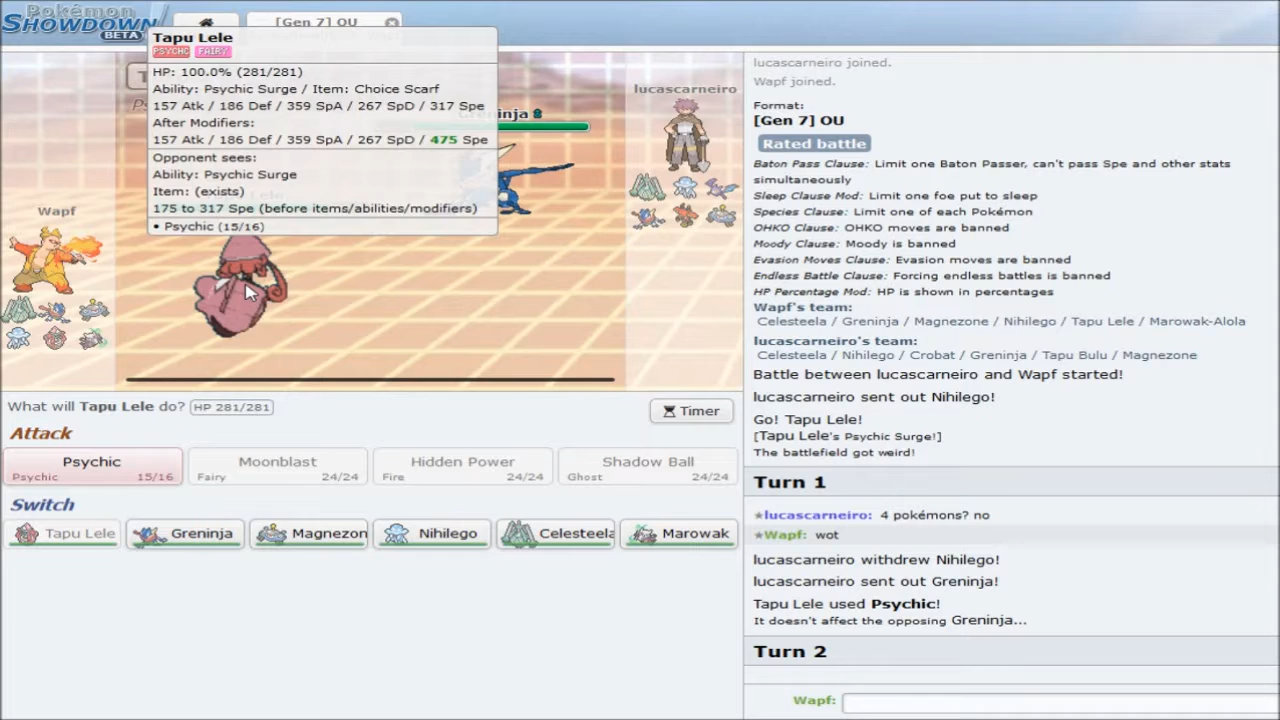 Pokémon
SHOWDOWN
BETA
[Gen 7] OU
Tapu Lele
PSYCHC FAIRY
HP: 100.0% (281/281)
Ability: Psychic Surge / Item: Choice Scarf
157 Atk / 186 Def / 359 SpA / 267 SpD / 317 Spe
After Modifiers:
157 Atk / 186 Def / 359 SpA / 267 SpD / 475 Spe
Opponent sees:
Ability: Psychic Surge
Item: (exists)
175 to 317 Spe (before items/abilities/modifiers)
• Psychic (15/16)
lucascarneiro
Wapf
What will Tapu Lele do? HP 281/281
Timer
Attack
Psychic
Psychic 15/16
Moonblast
Fairy 24/24
Hidden Power
Fire 24/24
Shadow Ball
Ghost 24/24
Switch
Tapu Lele
Greninja
Magnezon
Nihilego
Celesteela
Marowak
lucascarneiro joined.
Wapf joined.
Format:
[Gen 7] OU
Rated battle
Baton Pass Clause: Limit one Baton Passer, can't pass Spe and other stats
simultaneously
Sleep Clause Mod: Limit one foe put to sleep
Species Clause: Limit one of each Pokémon
OHKO Clause: OHKO moves are banned
Moody Clause: Moody is banned
Evasion Moves Clause: Evasion moves are banned
Endless Battle Clause: Forcing endless battles is banned
HP Percentage Mod: HP is shown in percentages
Wapf's team:
Celesteela / Greninja / Magnezone / Nihilego / Tapu Lele / Marowak-Alola
lucascarneiro's team:
Celesteela / Nihilego / Crobat / Greninja / Tapu Bulu / Magnezone
Battle between lucascarneiro and Wapf started!
lucascarneiro sent out Nihilego!
Go! Tapu Lele!
[Tapu Lele's Psychic Surge!]
The battlefield got weird!
Turn 1
★lucascarneiro: 4 pokémons? no
★Wapf: wot
lucascarneiro withdrew Nihilego!
lucascarneiro sent out Greninja!
Tapu Lele used Psychic!
It doesn't affect the opposing Greninja...
Turn 2
Wapf: